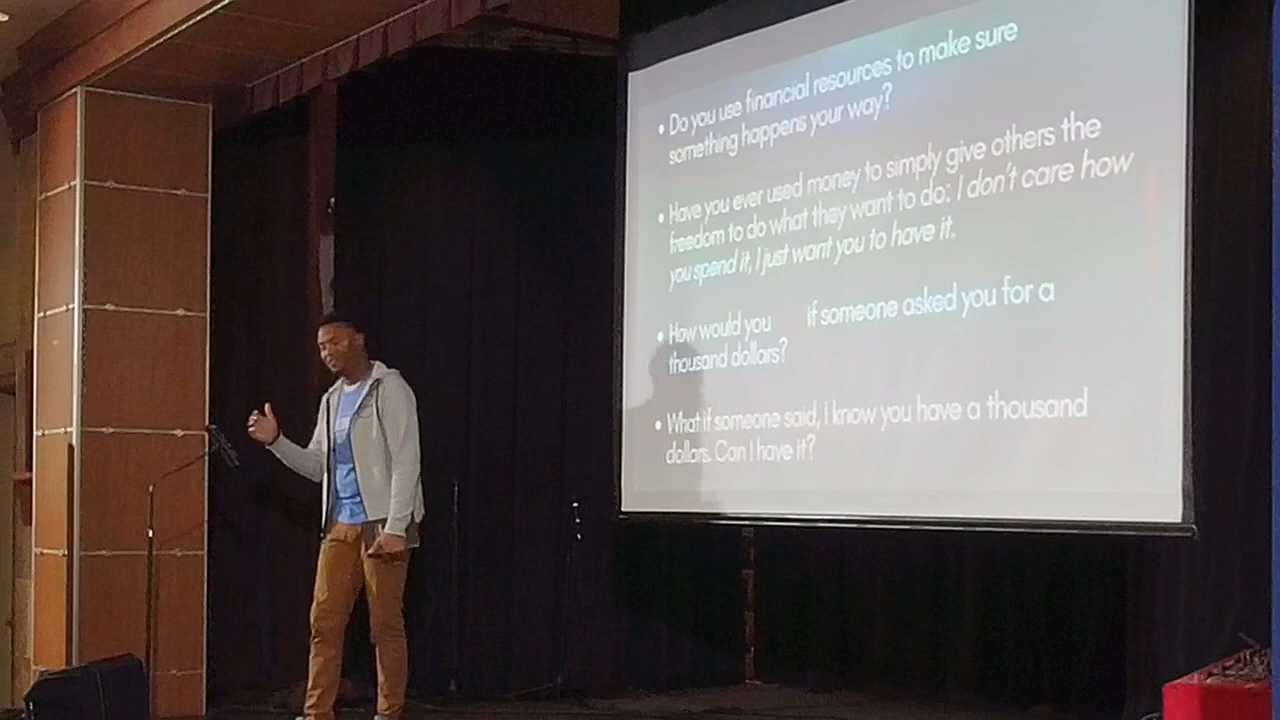 • Do you use financial resources to make sure
something happens your way?
• Have you ever used money to simply give others the
freedom to do what they want to do: I don't care how
you spend it, I just want you to have it.
• How would you if someone asked you for a
thousand dollars?
• What if someone said, I know you have a thousand
dollars. Can I have it?